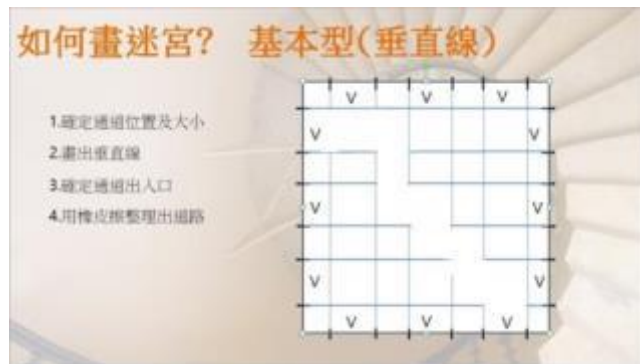 如何畫迷宮? 基本型(垂直線)
1.確定通道位置及大小
2.畫出垂直線
3.確定通道出入口
4.用橡皮擦整理出道路
V V V
V V
V V
V V
V V V